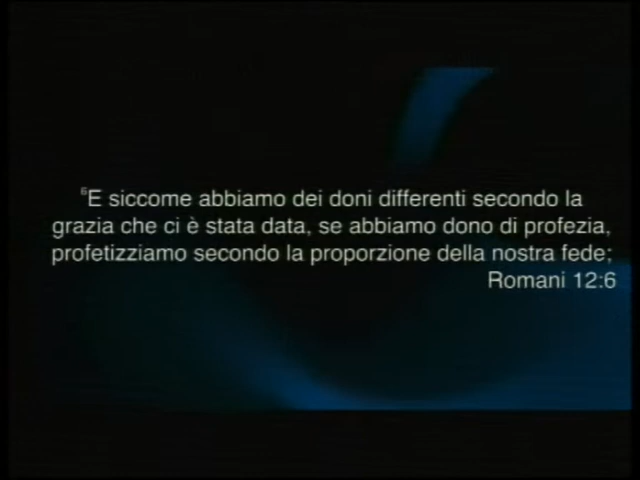 ⁶E siccome abbiamo dei doni differenti secondo la
grazia che ci è stata data, se abbiamo dono di profezia,
profetizziamo secondo la proporzione della nostra fede;
Romani 12:6